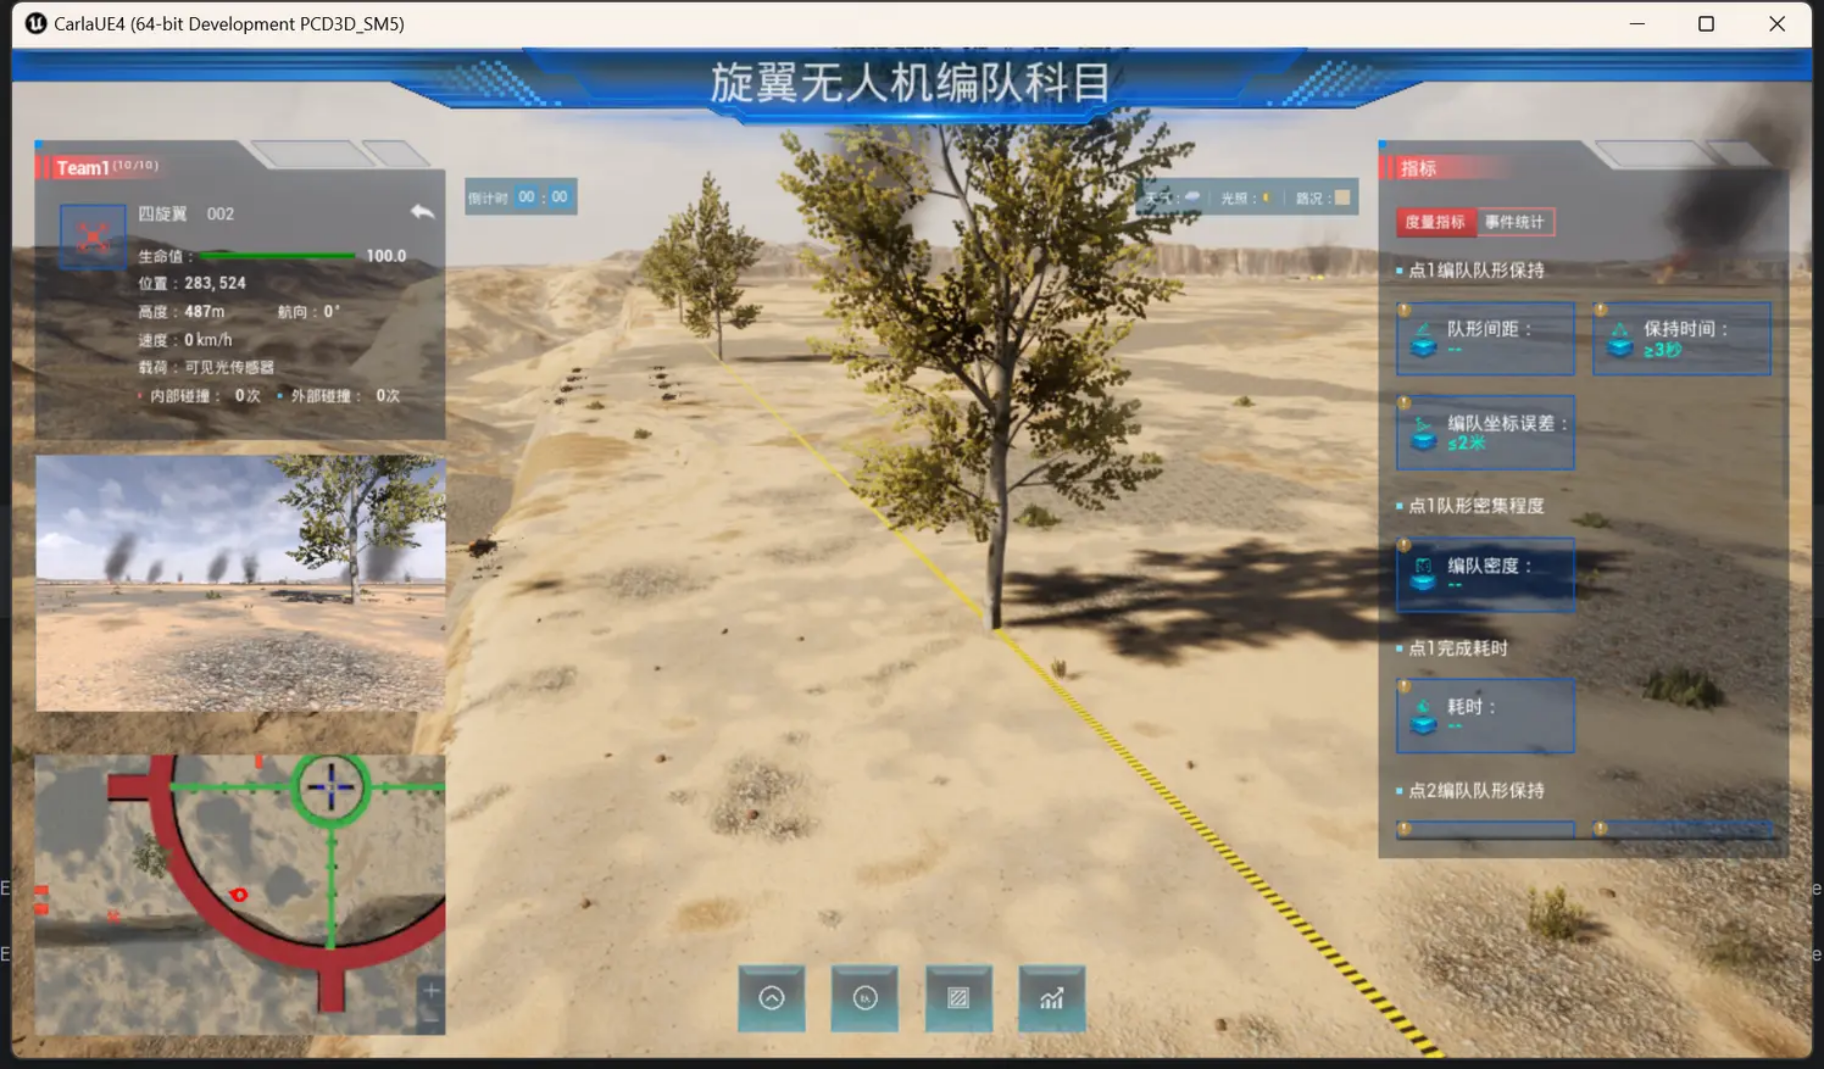 CarlaUE4 (64-bit Development PCD3D_SM5)
旋翼无人机编队科目
Team1 (10/10)
四旋翼 002
生命值： 100.0
位置：283, 524
高度：487m 航向：0°
速度：0 km/h
载荷：可见光传感器
内部碰撞： 0次 外部碰撞： 0次
倒计时 00 : 00
天气： 光照： 路况：
指标
度量指标 事件统计
点1编队队形保持
队形间距：
--
保持时间：
≥3秒
编队坐标误差：
≤2米
点1队形密集程度
编队密度：
--
点1完成耗时
耗时：
--
点2编队队形保持